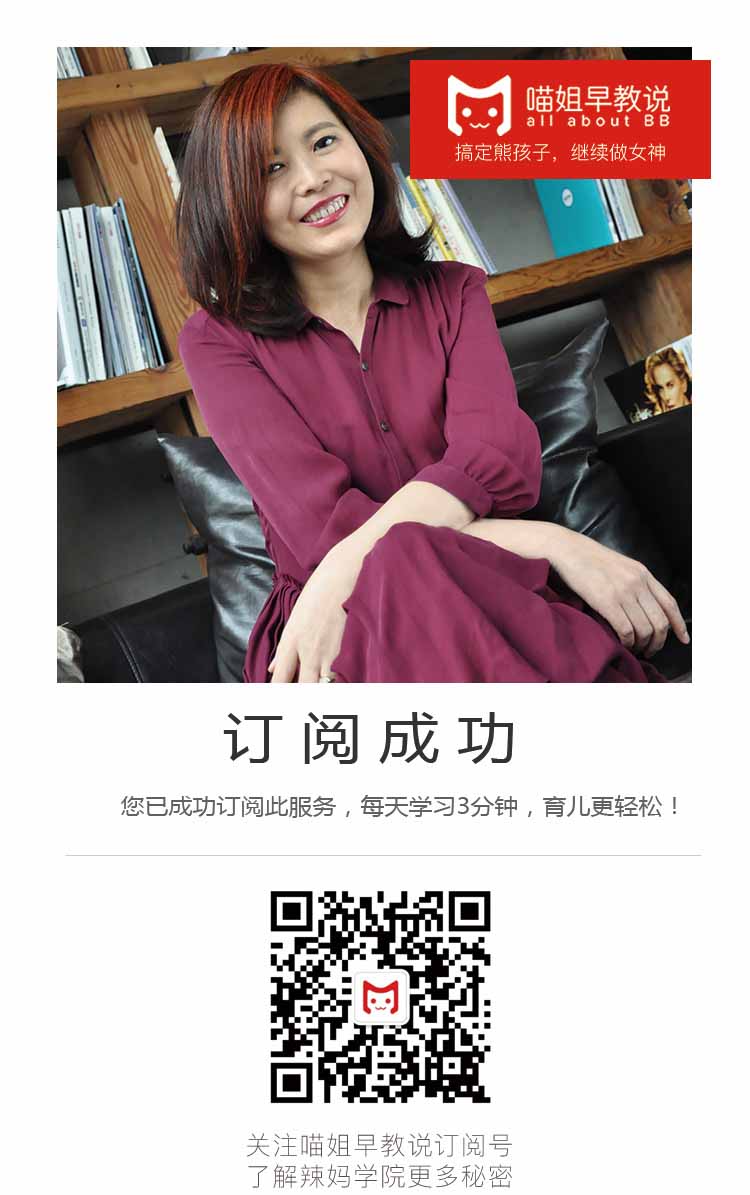 喵姐早教说
all about BB
搞定熊孩子，继续做女神
订阅成功
您已成功订阅此服务，每天学习3分钟，育儿更轻松！
关注喵姐早教说订阅号
了解辣妈学院更多秘密